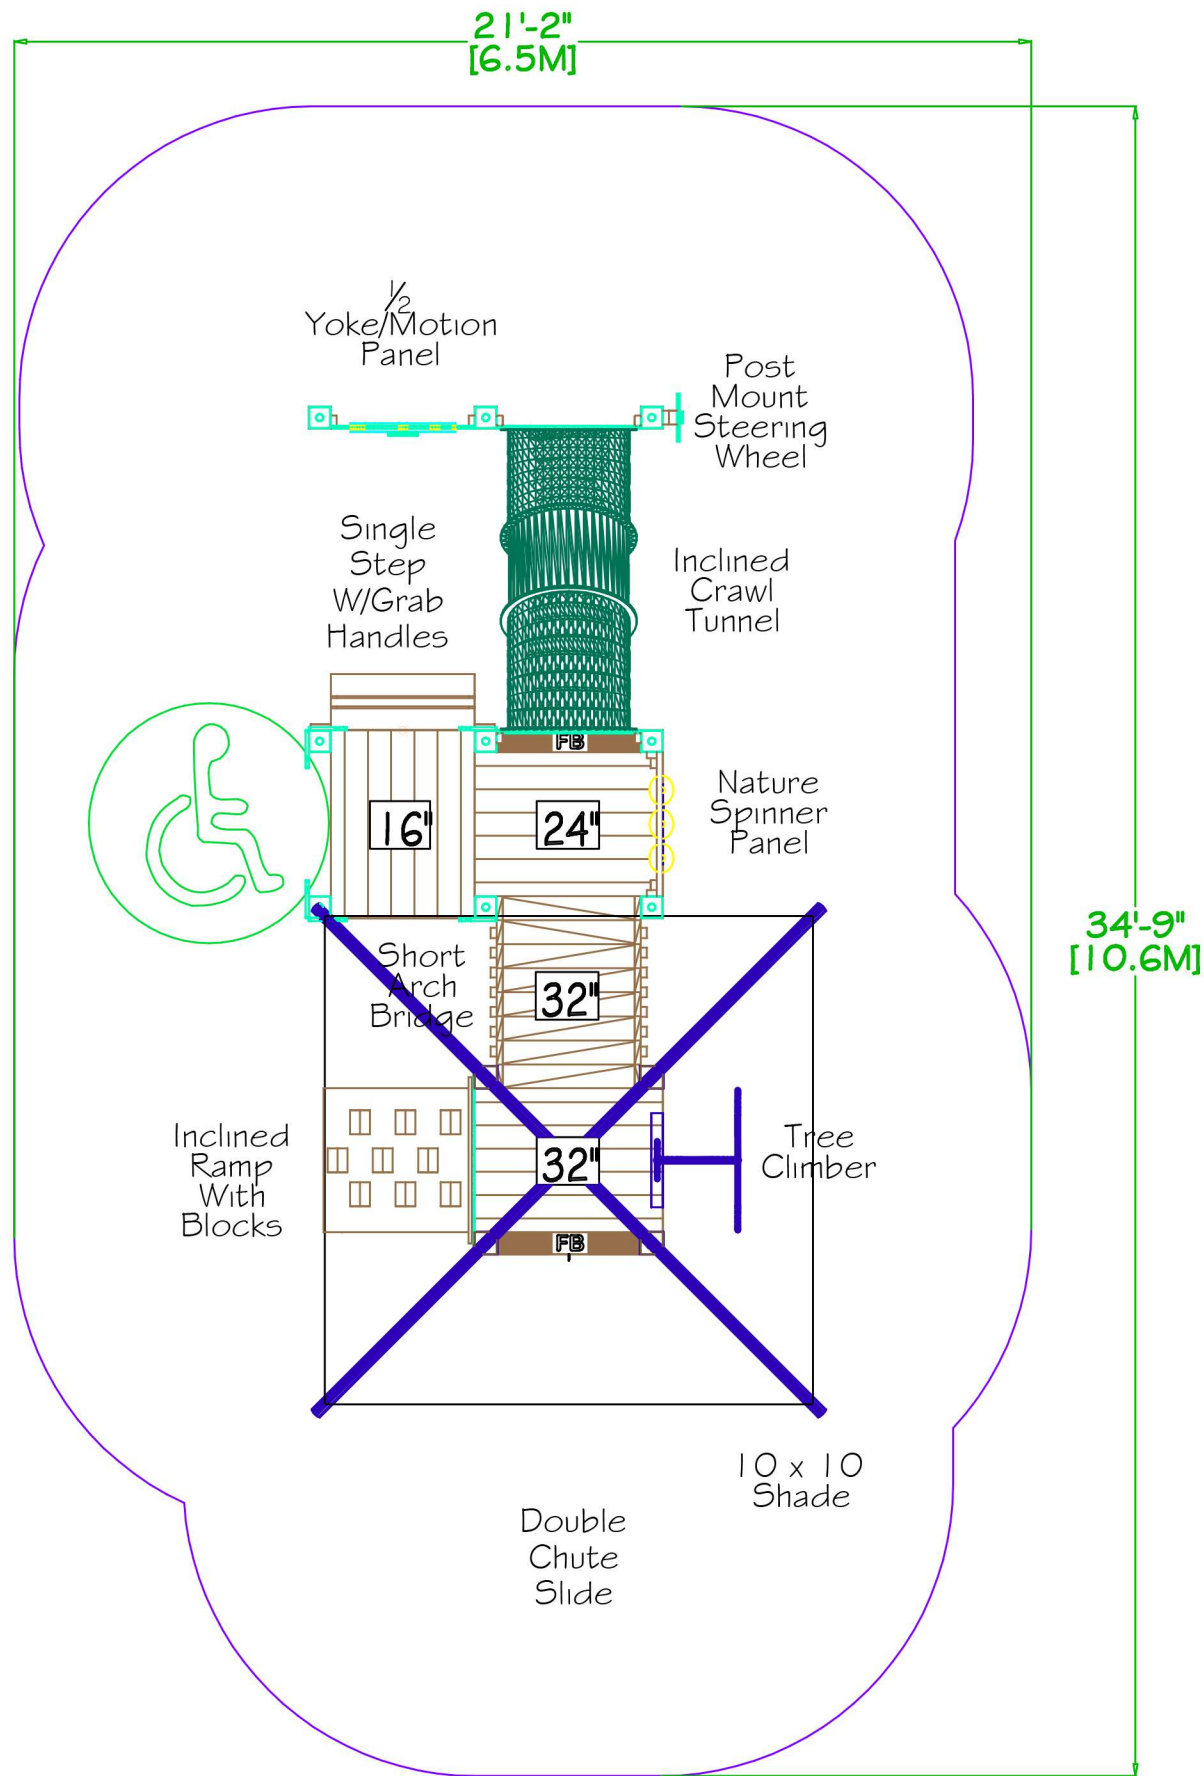 21'-2"
[6.5M]
1/2
Yoke/Motion
Panel
Post
Mount
Steering
Wheel
Single
Step
W/Grab
Handles
Inclined
Crawl
Tunnel
FB
16"
24"
Nature
Spinner
Panel
34'-9"
[10.6M]
Short
Arch
Bridge
32"
Inclined
Ramp
With
Blocks
32"
Tree
Climber
FB
10 x 10
Shade
Double
Chute
Slide